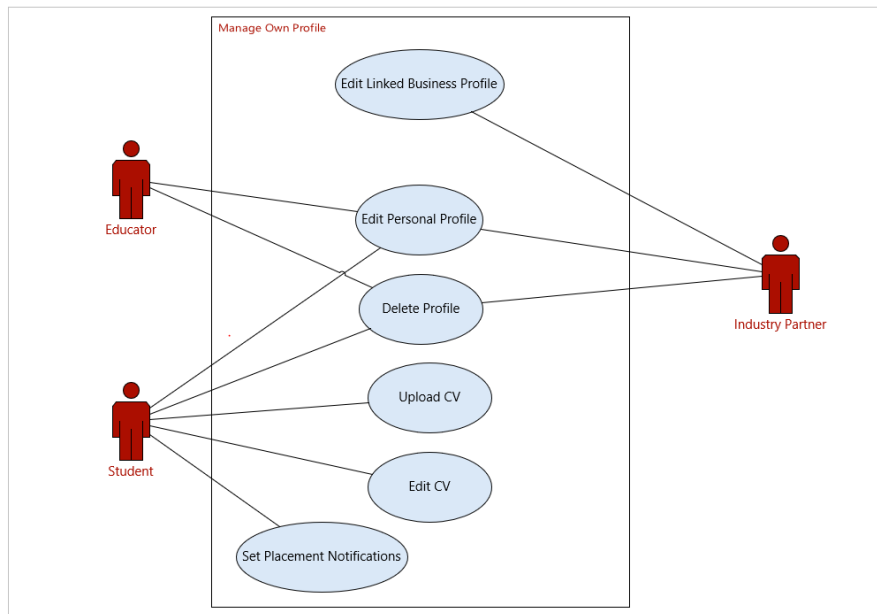 Manage Own Profile
Edit Linked Business Profile
Educator
Edit Personal Profile
Delete Profile
Industry Partner
Upload CV
Student
Edit CV
Set Placement Notifications